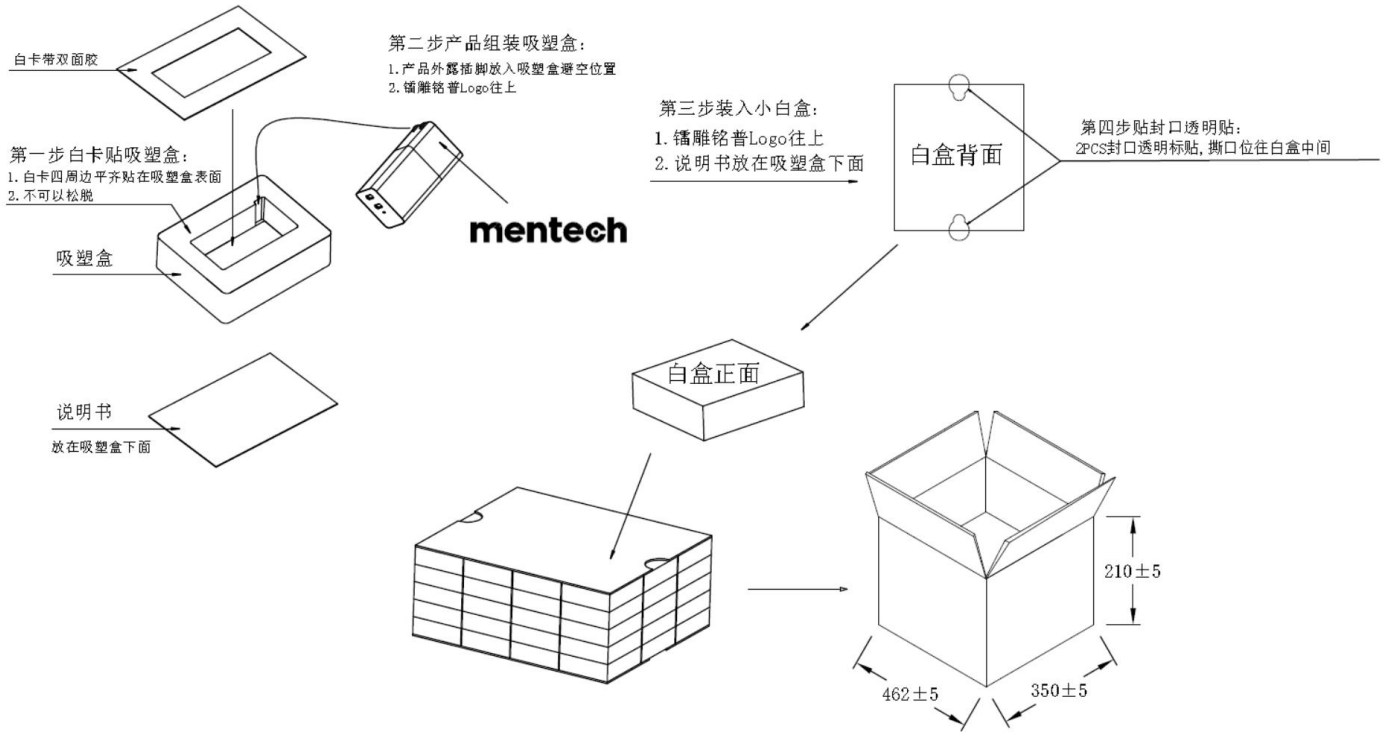 白卡带双面胶
第一步白卡贴吸塑盒:
1. 白卡四周边平齐贴在吸塑盒表面
2. 不可以松脱
吸塑盒
说明书
放在吸塑盒下面
第二步产品组装吸塑盒:
1. 产品外露插脚放入吸塑盒避空位置
2. 镭雕铭普Logo往上
mentech
第三步装入小白盒:
1. 镭雕铭普Logo往上
2. 说明书放在吸塑盒下面
白盒背面
第四步贴封口透明贴:
2PCS封口透明标贴, 撕口位往白盒中间
白盒正面
210±5
462±5
350±5